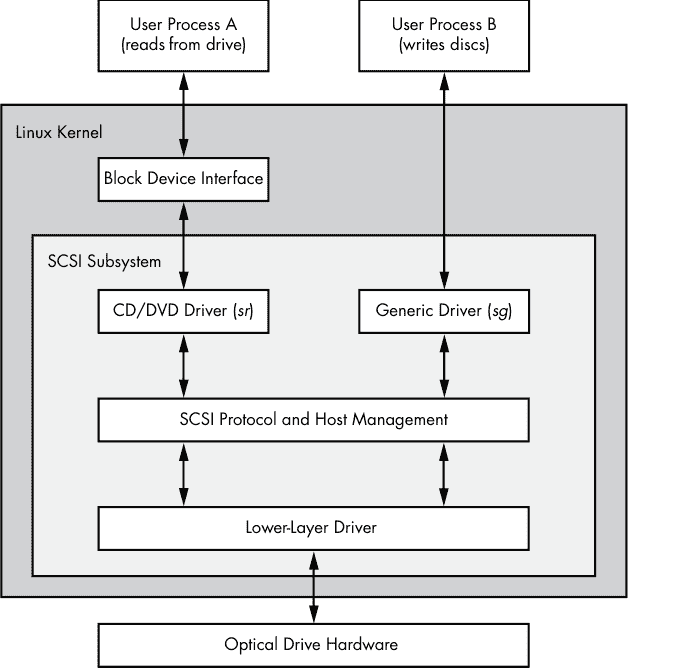 User Process A
(reads from drive)
User Process B
(writes discs)
Linux Kernel
Block Device Interface
SCSI Subsystem
CD/DVD Driver (sr)
Generic Driver (sg)
SCSI Protocol and Host Management
Lower-Layer Driver
Optical Drive Hardware